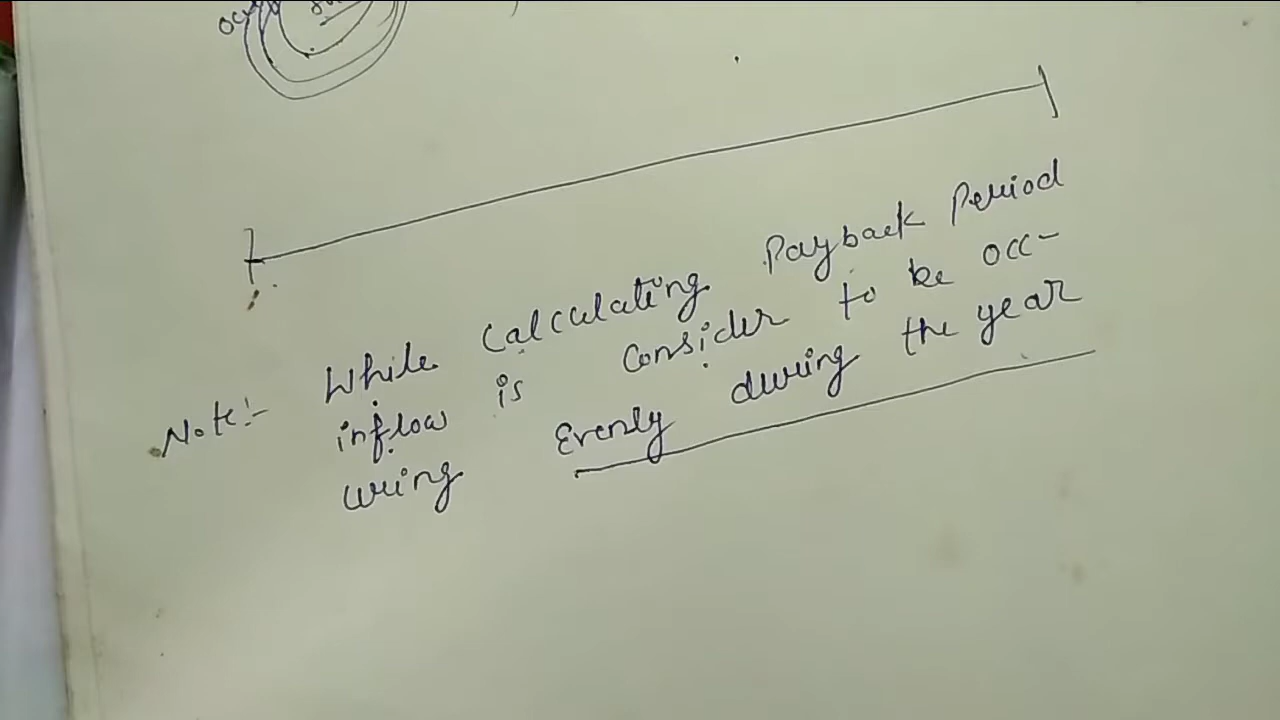 Note:- While Calculating Payback Period
inflow is Consider to be occ-
uring Evenly during the year